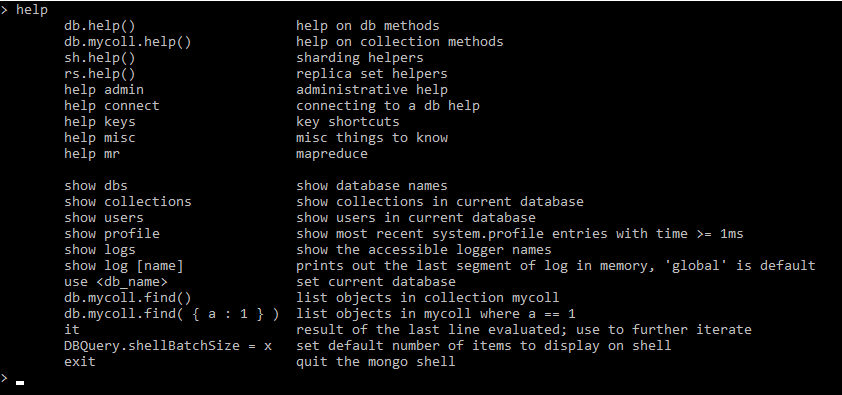 > help
        db.help()                    help on db methods
        db.mycoll.help()             help on collection methods
        sh.help()                    sharding helpers
        rs.help()                    replica set helpers
        help admin                   administrative help
        help connect                 connecting to a db help
        help keys                    key shortcuts
        help misc                    misc things to know
        help mr                      mapreduce

        show dbs                     show database names
        show collections             show collections in current database
        show users                   show users in current database
        show profile                 show most recent system.profile entries with time >= 1ms
        show logs                    show the accessible logger names
        show log [name]              prints out the last segment of log in memory, 'global' is default
        use <db_name>                set current database
        db.mycoll.find()             list objects in collection mycoll
        db.mycoll.find( { a : 1 } )  list objects in mycoll where a == 1
        it                           result of the last line evaluated; use to further iterate
        DBQuery.shellBatchSize = x   set default number of items to display on shell
        exit                         quit the mongo shell
>